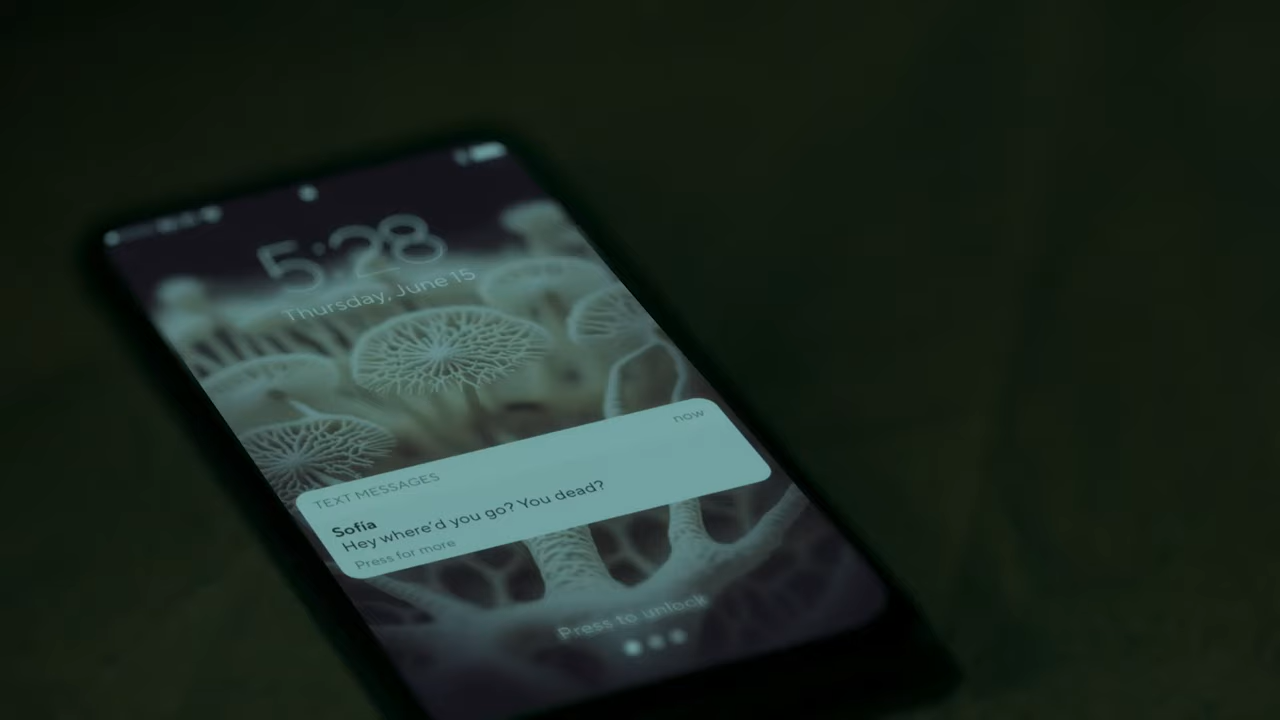 5:28
Thursday, June 15
TEXT MESSAGES
now
Sofia
Hey where'd you go? You dead?
Press for more
Press to unlock